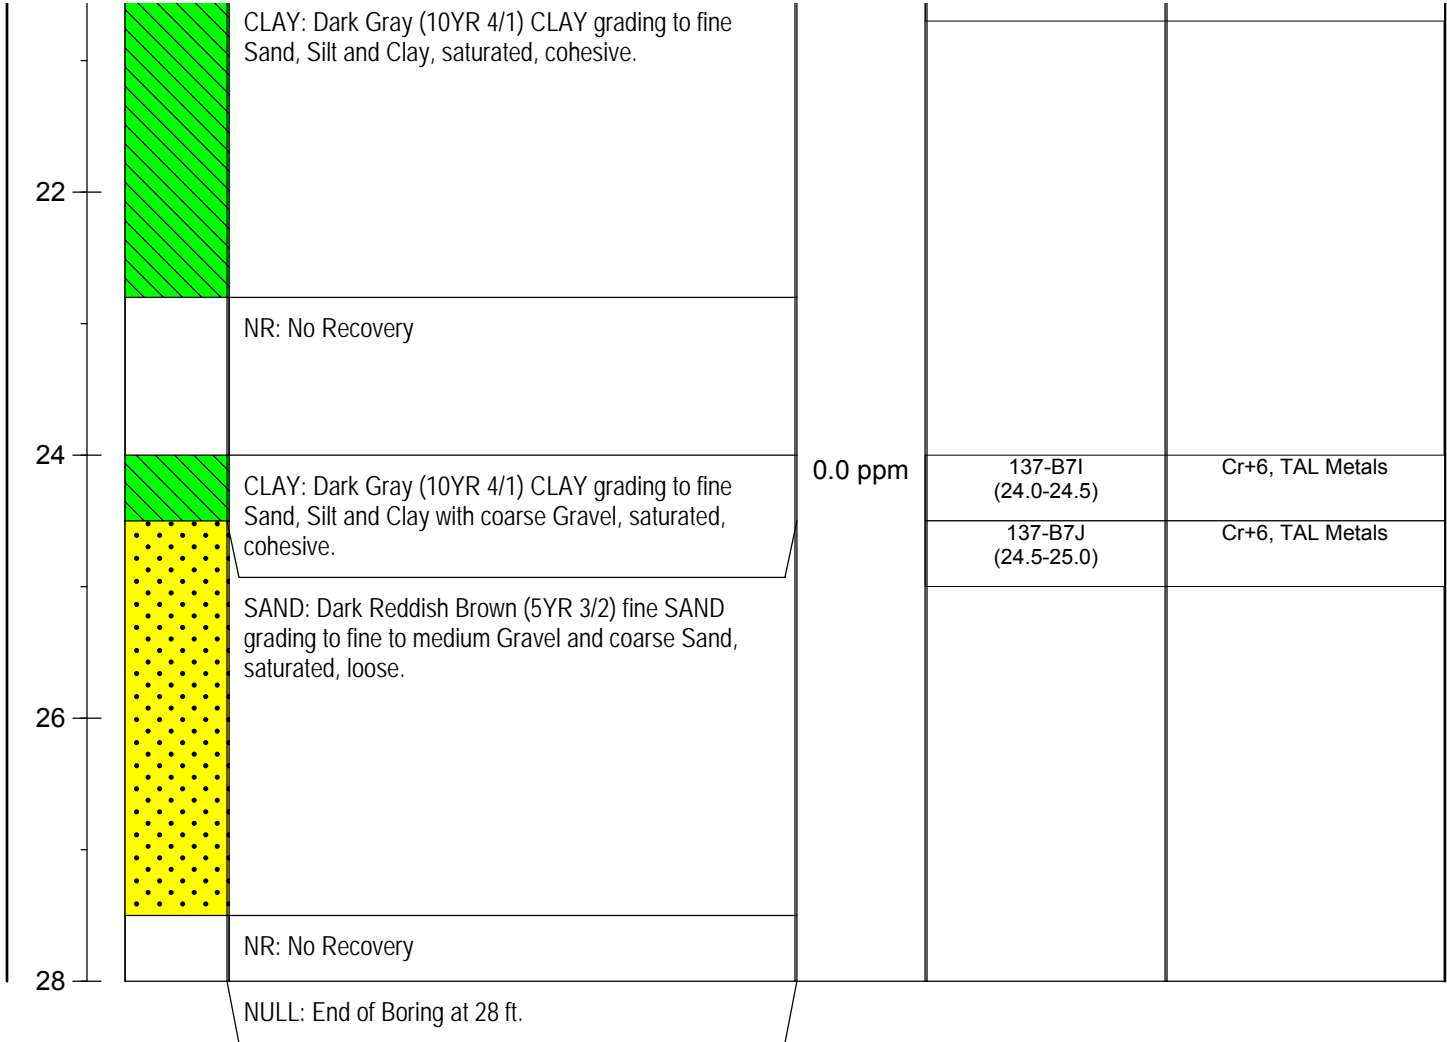 CLAY: Dark Gray (10YR 4/1) CLAY grading to fine
Sand, Silt and Clay, saturated, cohesive.
22
NR: No Recovery
24
CLAY: Dark Gray (10YR 4/1) CLAY grading to fine
Sand, Silt and Clay with coarse Gravel, saturated,
cohesive.
0.0 ppm
137-B7I
(24.0-24.5)
Cr+6, TAL Metals
137-B7J
(24.5-25.0)
Cr+6, TAL Metals
SAND: Dark Reddish Brown (5YR 3/2) fine SAND
grading to fine to medium Gravel and coarse Sand,
saturated, loose.
26
NR: No Recovery
28
NULL: End of Boring at 28 ft.